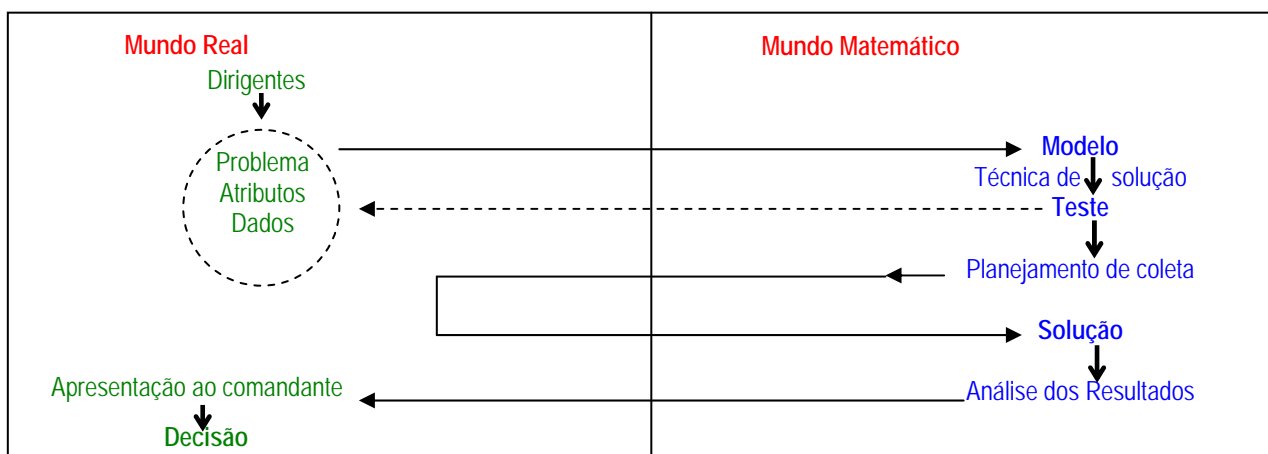 Mundo Real
Dirigentes
Problema
Atributos
Dados
Apresentação ao comandante
Decisão
Mundo Matemático
Modelo
Técnica de solução
Teste
Planejamento de coleta
Solução
Análise dos Resultados